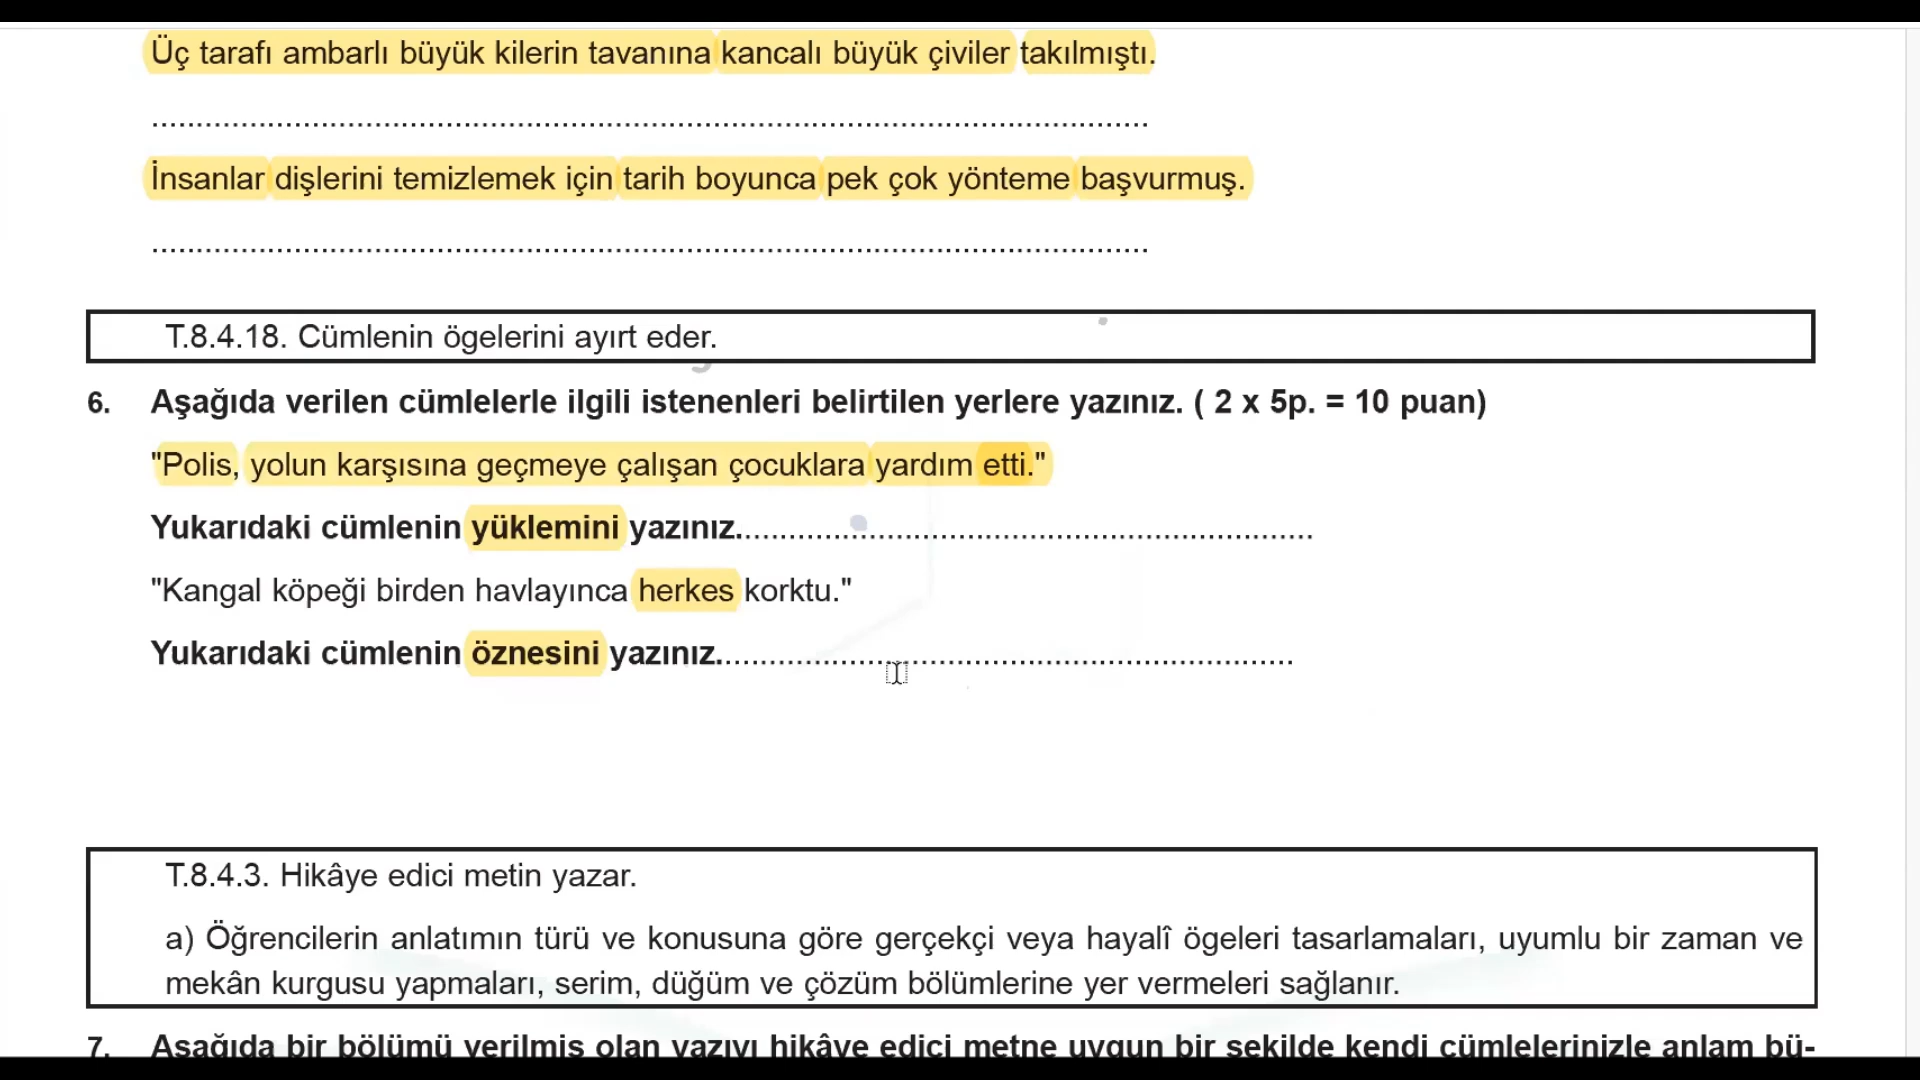 Üç tarafı ambarlı büyük kilerin tavanına kancalı büyük çiviler takılmıştı.
................................................................................................................
İnsanlar dişlerini temizlemek için tarih boyunca pek çok yönteme başvurmuş.
................................................................................................................
T.8.4.18. Cümlenin ögelerini ayırt eder.
6. Aşağıda verilen cümlelerle ilgili istenenleri belirtilen yerlere yazınız. ( 2 x 5p. = 10 puan)
"Polis, yolun karşısına geçmeye çalışan çocuklara yardım etti."
Yukarıdaki cümlenin yüklemini yazınız................................................................
"Kangal köpeği birden havlayınca herkes korktu."
Yukarıdaki cümlenin öznesini yazınız................................................................
T.8.4.3. Hikâye edici metin yazar.
a) Öğrencilerin anlatımın türü ve konusuna göre gerçekçi veya hayalî ögeleri tasarlamaları, uyumlu bir zaman ve
mekân kurgusu yapmaları, serim, düğüm ve çözüm bölümlerine yer vermeleri sağlanır.
7. Aşağıda bir bölümü verilmiş olan yazıyı hikâye edici metne uygun bir şekilde kendi cümlelerinizle anlam bü-